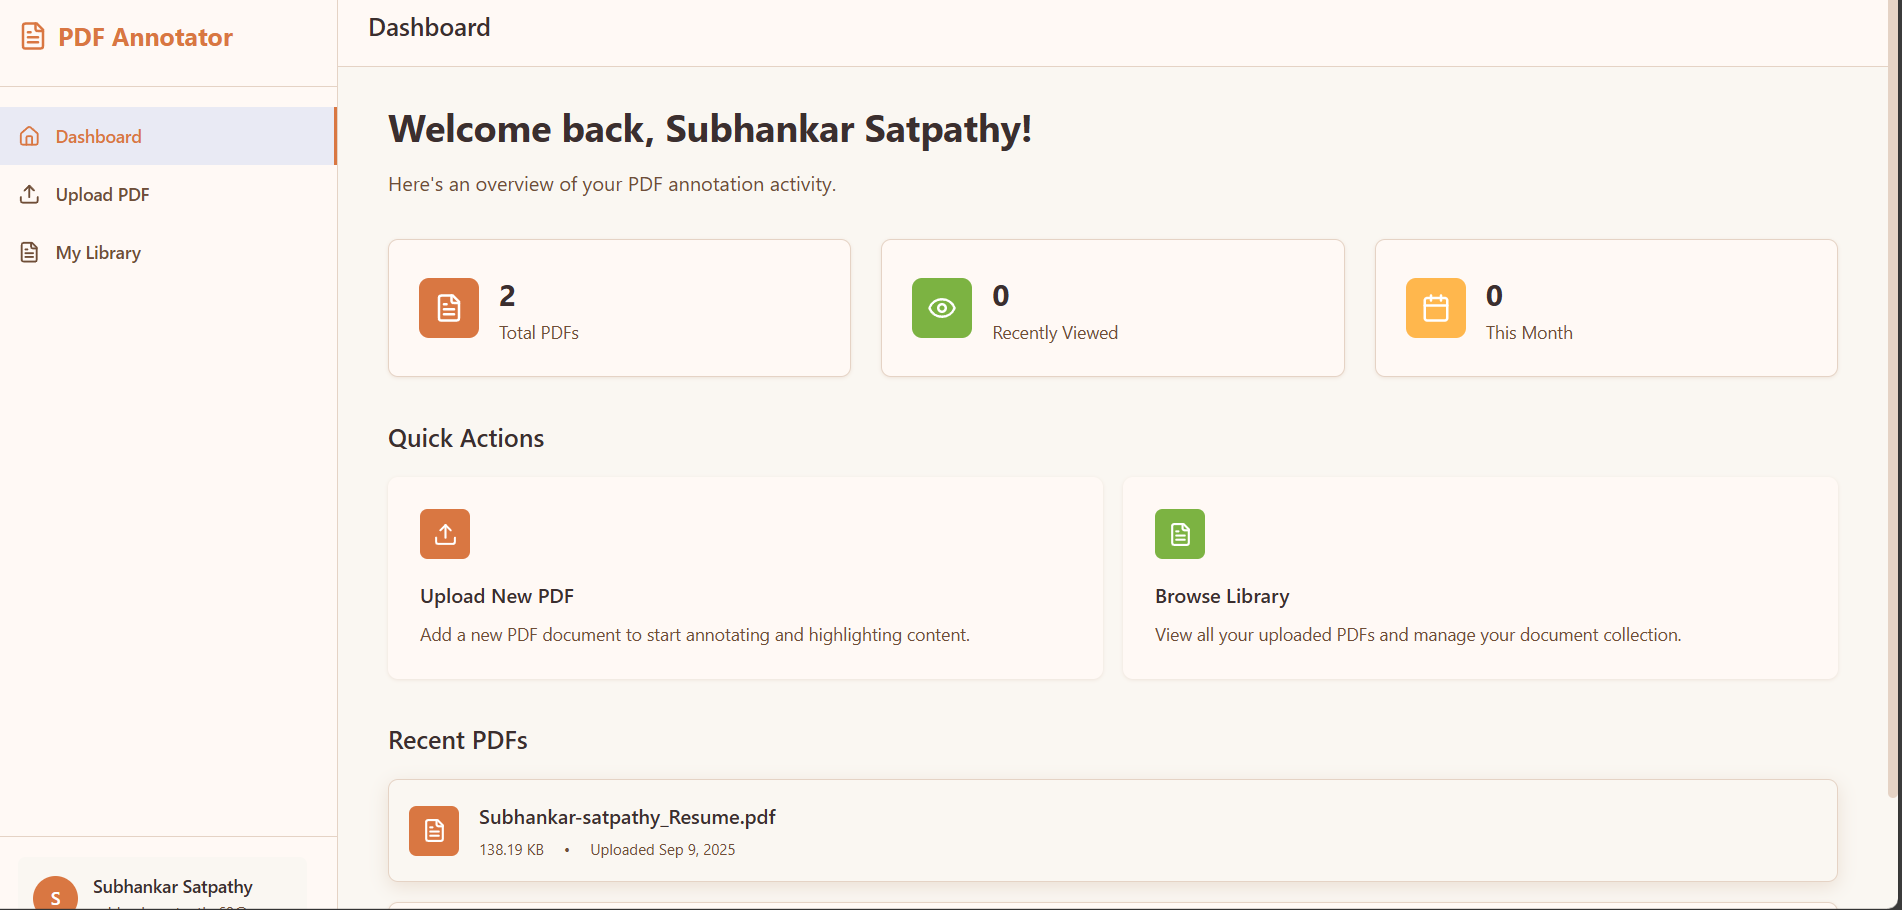 PDF Annotator
Dashboard
Upload PDF
My Library
Subhankar Satpathy
S
Dashboard
Welcome back, Subhankar Satpathy!
Here's an overview of your PDF annotation activity.
2
Total PDFs
0
Recently Viewed
0
This Month
Quick Actions
Upload New PDF
Add a new PDF document to start annotating and highlighting content.
Browse Library
View all your uploaded PDFs and manage your document collection.
Recent PDFs
Subhankar-satpathy_Resume.pdf
138.19 KB • Uploaded Sep 9, 2025